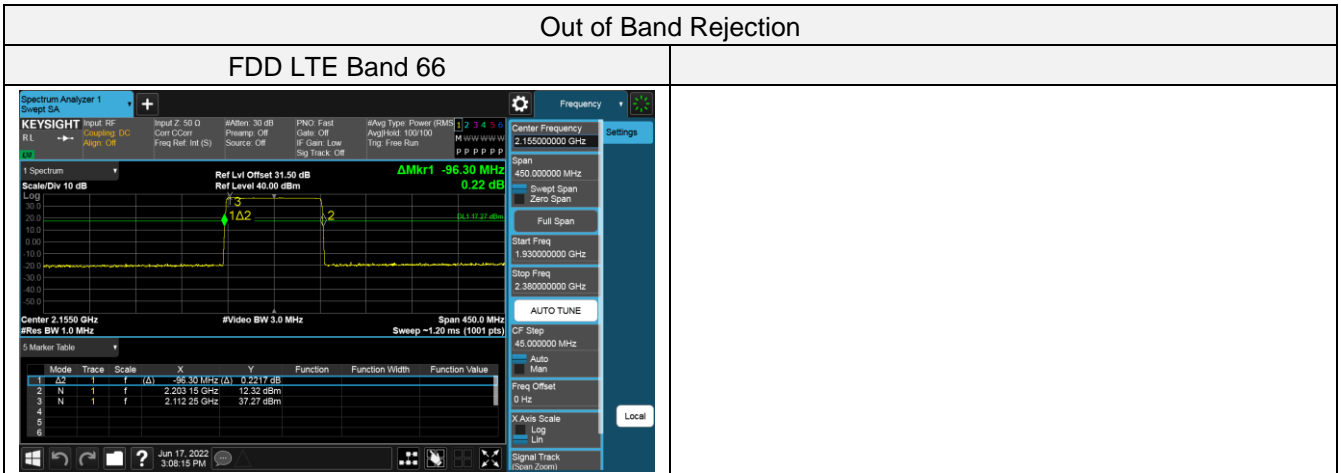 Out of Band Rejection
FDD LTE Band 66
Spectrum Analyzer 1
Swept SA
+
Frequency
KEYSIGHT
RL
Input: RF
Coupling: DC
Align: Off
Input Z: 50 Ω
Corr CCorr
Freq Ref: Int (S)
#Atten: 30 dB
Preamp: Off
Source: Off
PNO: Fast
Gate: Off
IF Gain: Low
Sig Track: Off
#Avg Type: Power (RMS
Avg|Hold: 100/100
Trig: Free Run
1 2 3 4 5 6
M W W W W W
P P P P P P
Center Frequency
2.155000000 GHz
Settings
Span
450.000000 MHz
Swept Span
Zero Span
Full Span
Start Freq
1.930000000 GHz
Stop Freq
2.380000000 GHz
AUTO TUNE
CF Step
45.000000 MHz
Auto
Man
Freq Offset
0 Hz
X Axis Scale
Log
Lin
Local
Signal Track
(Span Zoom)
1 Spectrum
Scale/Div 10 dB
Ref Lvl Offset 31.50 dB
Ref Level 40.00 dBm
ΔMkr1 -96.30 MHz
0.22 dB
Log
30.0
20.0
10.0
0.00
-10.0
-20.0
-30.0
-40.0
-50.0
3
1Δ2
2
DL1 17.27 dBm
Center 2.1550 GHz
#Video BW 3.0 MHz
Span 450.0 MHz
#Res BW 1.0 MHz
Sweep ~1.20 ms (1001 pts)
5 Marker Table
Mode Trace Scale X Y Function Function Width Function Value
1 Δ2 1 f (Δ) -96.30 MHz (Δ) 0.2217 dB
2 N 1 f 2.203 15 GHz 12.32 dBm
3 N 1 f 2.112 25 GHz 37.27 dBm
4
5
6
?
Jun 17, 2022
3:08:15 PM